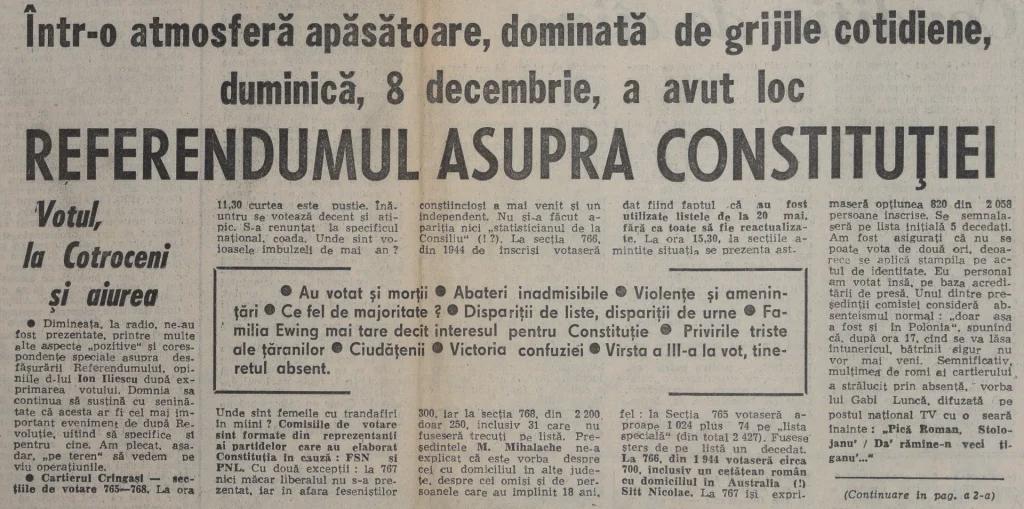 Într-o atmosferă apăsătoare, dominată de grijile cotidiene,
duminică, 8 decembrie, a avut loc
REFERENDUMUL ASUPRA CONSTITUŢIEI
Votul,
la Cotroceni
şi aiurea
● Dimineaţa, la radio, ne-au
fost prezentate, printre multe
alte aspecte „pozitive" şi cores-
pondenţe speciale asupra des-
făşurării Referendumului, opi-
niile d-lui Ion Iliescu după ex-
primarea votului. Domnia sa
continua să susţină cu senină-
tate că acesta ar fi cel mai im-
portant eveniment de după Re-
voluţie, uitînd să specifice şi
pentru cine. Am plecat, aşa-
dar, „pe teren" să vedem pe
viu operaţiunile.
● Cartierul Crîngaşi — sec-
ţiile de votare 765—768. La ora
11,30 curtea este pustie. Înă-
untru se votează decent şi ati-
pic. S-a renunţat la specificul
naţional, coada. Unde sînt vo-
ioasele îmbulzeli de mai an ?
Unde sînt femeile cu trandafiri
în mîini ? Comisiile de votare
sînt formate din reprezentanţi
ai partidelor care au elaborat
Constituţia în cauză : FSN şi
PNL. Cu două excepţii : la 767
nici măcar liberalul nu s-a pre-
zentat, iar în afara feseniştilor
conştiincioşi a mai venit şi un
independent. Nu şi-a făcut a-
pariţia nici „statisticianul de la
Consiliu" (! ?). La secţia 766,
din 1944 de înscrişi votaseră
300, iar la secţia 768, din 2 200,
doar 250, inclusiv 31 care nu
fuseseră trecuţi pe listă. Pre-
şedintele M. Mihalache ne-a
explicat că este vorba despre
cei cu domiciliul în alte jude-
ţe, despre cei omişi şi de per-
soanele care au împlinit 18 ani,
dat fiind faptul că au fost
utilizate listele de la 20 mai,
fără ca toate să fie reactualiza-
te. La ora 15,30, la secţiile a-
mintite situaţia se prezenta ast-
fel : la Secţia 765 votaseră a-
proape 1 024 plus 74 pe „lista
specială" (din total 2 427). Fusese
şters de pe listă un decedat.
La 766, din 1 944 votaseră circa
700, inclusiv un cetăţean român
cu domiciliul în Australia (!)
Sitt Nicolae. La 767 îşi expri-
maseră opţiunea 820 din 2 058
persoane înscrise. Se semnala-
seră pe lista iniţială 5 decedaţi.
Am fost asiguraţi că nu se
poate vota de două ori, deoa-
rece se aplică ştampila pe ac-
tul de identitate. Eu personal
am votat însă, pe baza acredi-
tării de presă. Unul dintre pre-
şedinţii comisiei consideră ab-
senteismul normal : „doar aşa
a fost şi în Polonia", spunînd
că, după ora 17, cînd se va lăsa
întunericul, bătrînii sigur nu
vor mai veni. Semnificativ,
mulţimea de romi ai cartierului
a strălucit prin absenţă, vorba
lui Gabi Luncă, difuzată pe
postul naţional TV cu o seară
înainte : „Pică Roman, Stolo-
janu' / Da' rămîne-n veci ţi-
ganu'..."
(Continuare în pag. a 2-a)
● Au votat şi morţii ● Abateri inadmisibile ● Violenţe şi amenin-
ţări ● Ce fel de majoritate ? ● Dispariţii de liste, dispariţii de urne ● Fa-
milia Ewing mai tare decît interesul pentru Constituţie ● Privirile triste
ale ţăranilor ● Ciudăţenii ● Victoria confuziei ● Vîrsta a III-a la vot, tine-
retul absent.